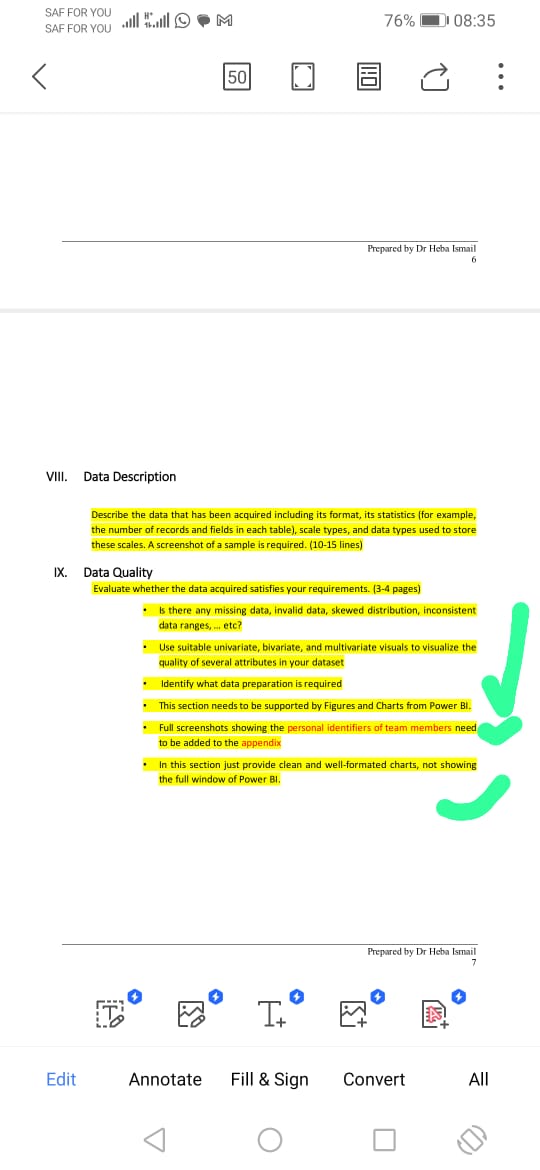 SAF FOR YOU
SAF FOR YOU
H+
76% 08:35
50
Prepared by Dr Heba Ismail
6
VIII. Data Description
Describe the data that has been acquired including its format, its statistics (for example,
the number of records and fields in each table), scale types, and data types used to store
these scales. A screenshot of a sample is required. (10-15 lines)
IX. Data Quality
Evaluate whether the data acquired satisfies your requirements. (3-4 pages)
• Is there any missing data, invalid data, skewed distribution, inconsistent
data ranges, ... etc?
• Use suitable univariate, bivariate, and multivariate visuals to visualize the
quality of several attributes in your dataset
• Identify what data preparation is required
• This section needs to be supported by Figures and Charts from Power BI.
• Full screenshots showing the personal identifiers of team members need
to be added to the appendix
• In this section just provide clean and well-formated charts, not showing
the full window of Power BI.
Prepared by Dr Heba Ismail
7
Edit Annotate Fill & Sign Convert All